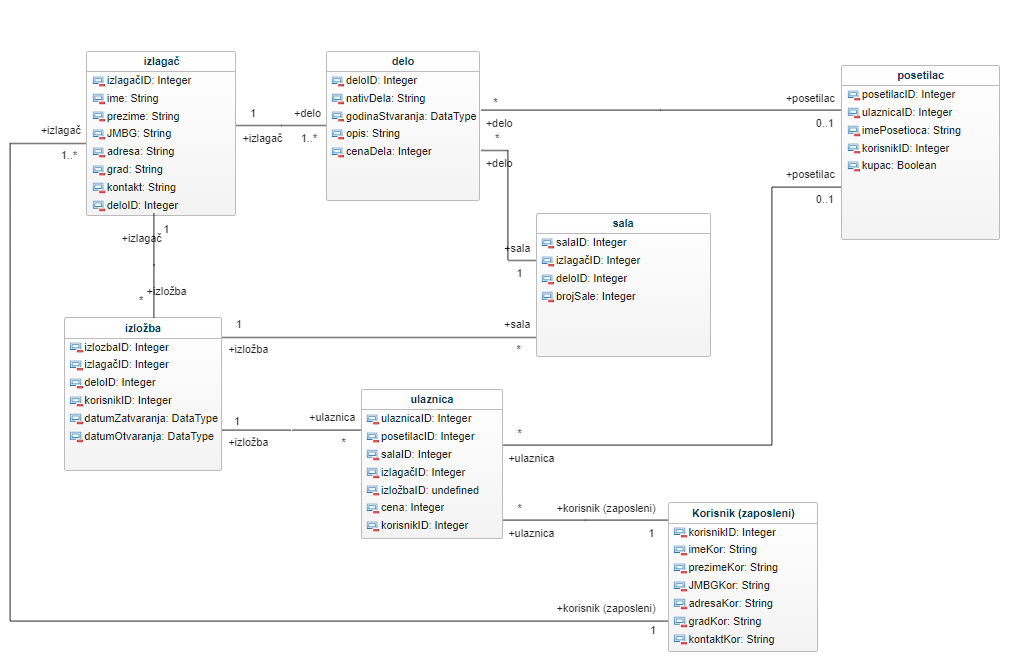 izlagač
izlagačID: Integer
ime: String
prezime: String
JMBG: String
adresa: String
grad: String
kontakt: String
deloID: Integer
delo
deloID: Integer
nativDela: String
godinaStvaranja: DataType
opis: String
cenaDela: Integer
posetilac
posetilacID: Integer
ulaznicaID: Integer
imePosetioca: String
korisnikID: Integer
kupac: Boolean
+izlagač
1..*
1
+delo
+izlagač
1..*
*
+posetilac
+delo
0..1
*
+delo
+posetilac
0..1
1
+izlagač
+izložba
*
sala
salaID: Integer
izlagačID: Integer
deloID: Integer
brojSale: Integer
+sala
1
izložba
izlozbaID: Integer
izlagačID: Integer
deloID: Integer
korisnikID: Integer
datumZatvaranja: DataType
datumOtvaranja: DataType
1
+sala
+izložba
*
1
+ulaznica
+izložba
*
ulaznica
ulaznicaID: Integer
posetilacID: Integer
salaID: Integer
izlagačID: Integer
izložbaID: undefined
cena: Integer
korisnikID: Integer
*
+ulaznica
*
+korisnik (zaposleni)
+ulaznica
1
Korisnik (zaposleni)
korisnikID: Integer
imeKor: String
prezimeKor: String
JMBGKor: String
adresaKor: String
gradKor: String
kontaktKor: String
+korisnik (zaposleni)
1